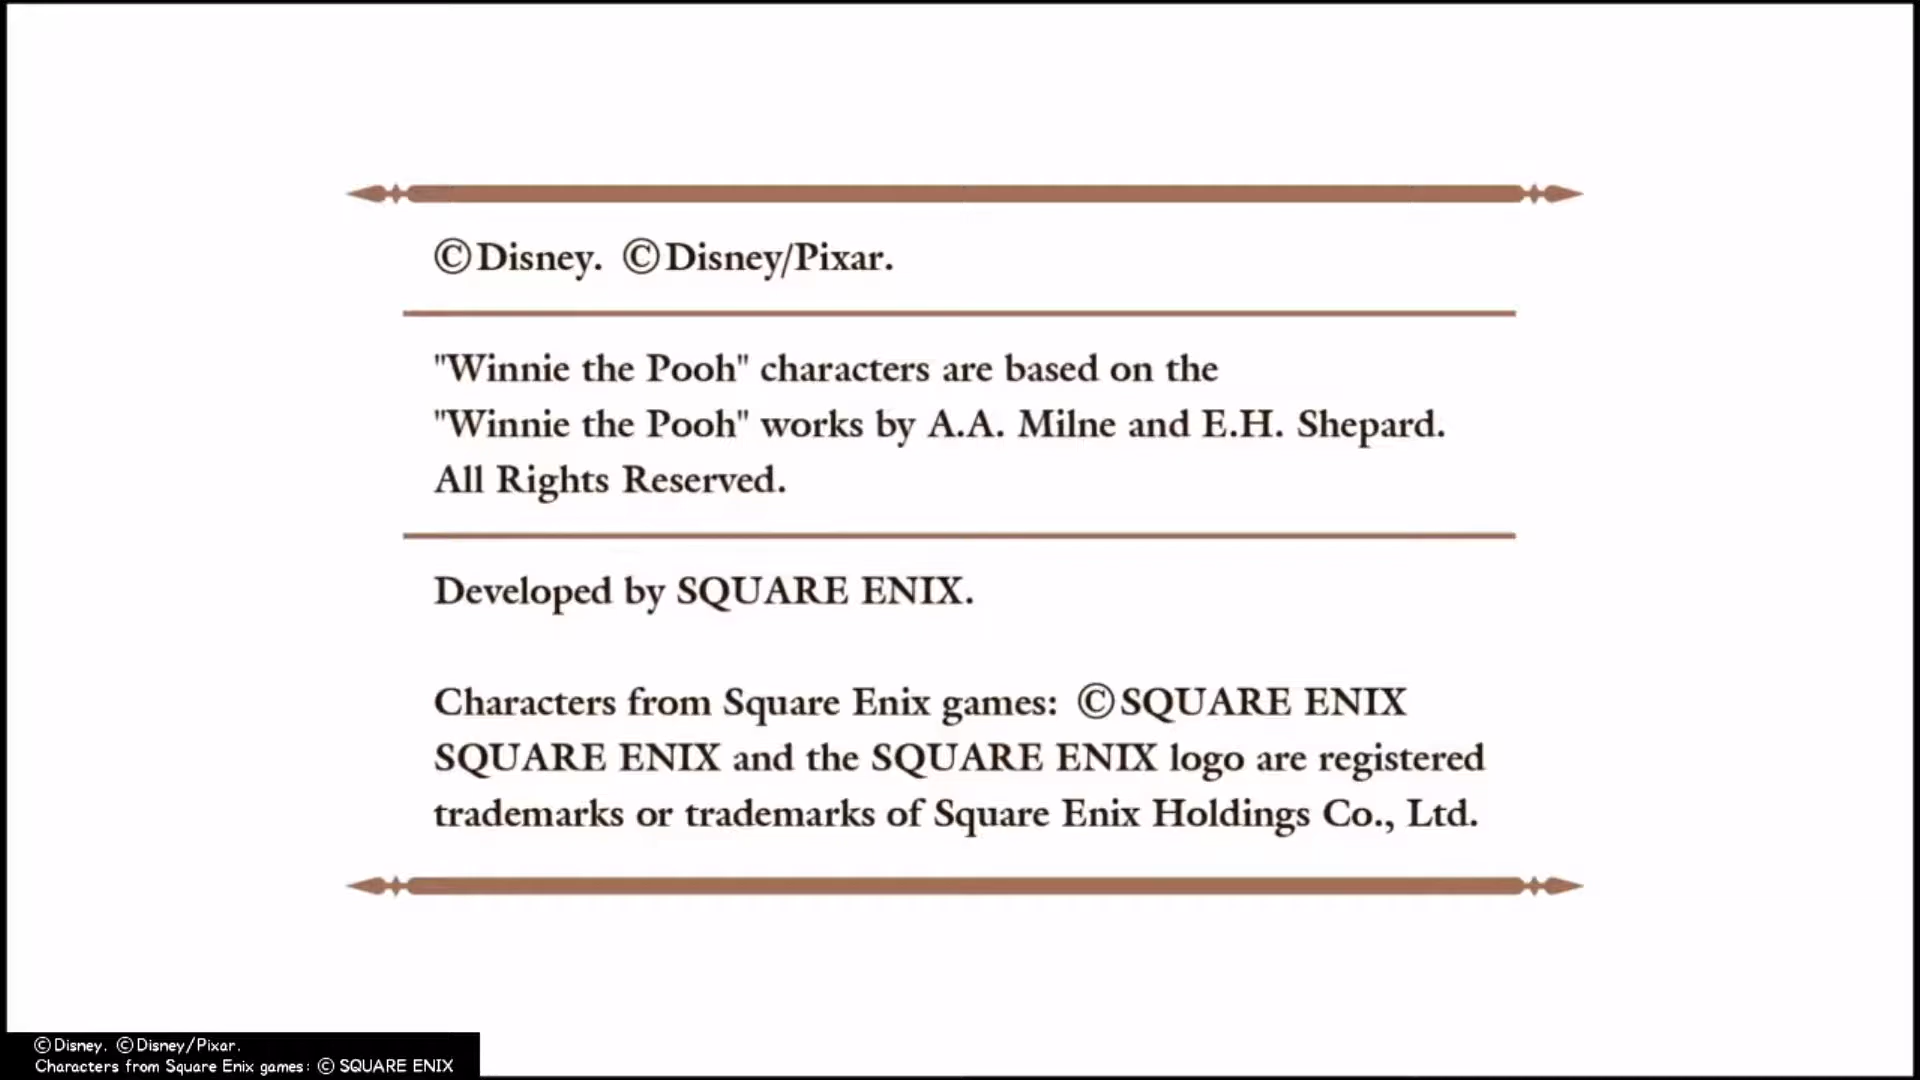 ©Disney. ©Disney/Pixar.
"Winnie the Pooh" characters are based on the
"Winnie the Pooh" works by A.A. Milne and E.H. Shepard.
All Rights Reserved.
Developed by SQUARE ENIX.
Characters from Square Enix games: ©SQUARE ENIX
SQUARE ENIX and the SQUARE ENIX logo are registered
trademarks or trademarks of Square Enix Holdings Co., Ltd.
©Disney. ©Disney/Pixar.
Characters from Square Enix games: © SQUARE ENIX